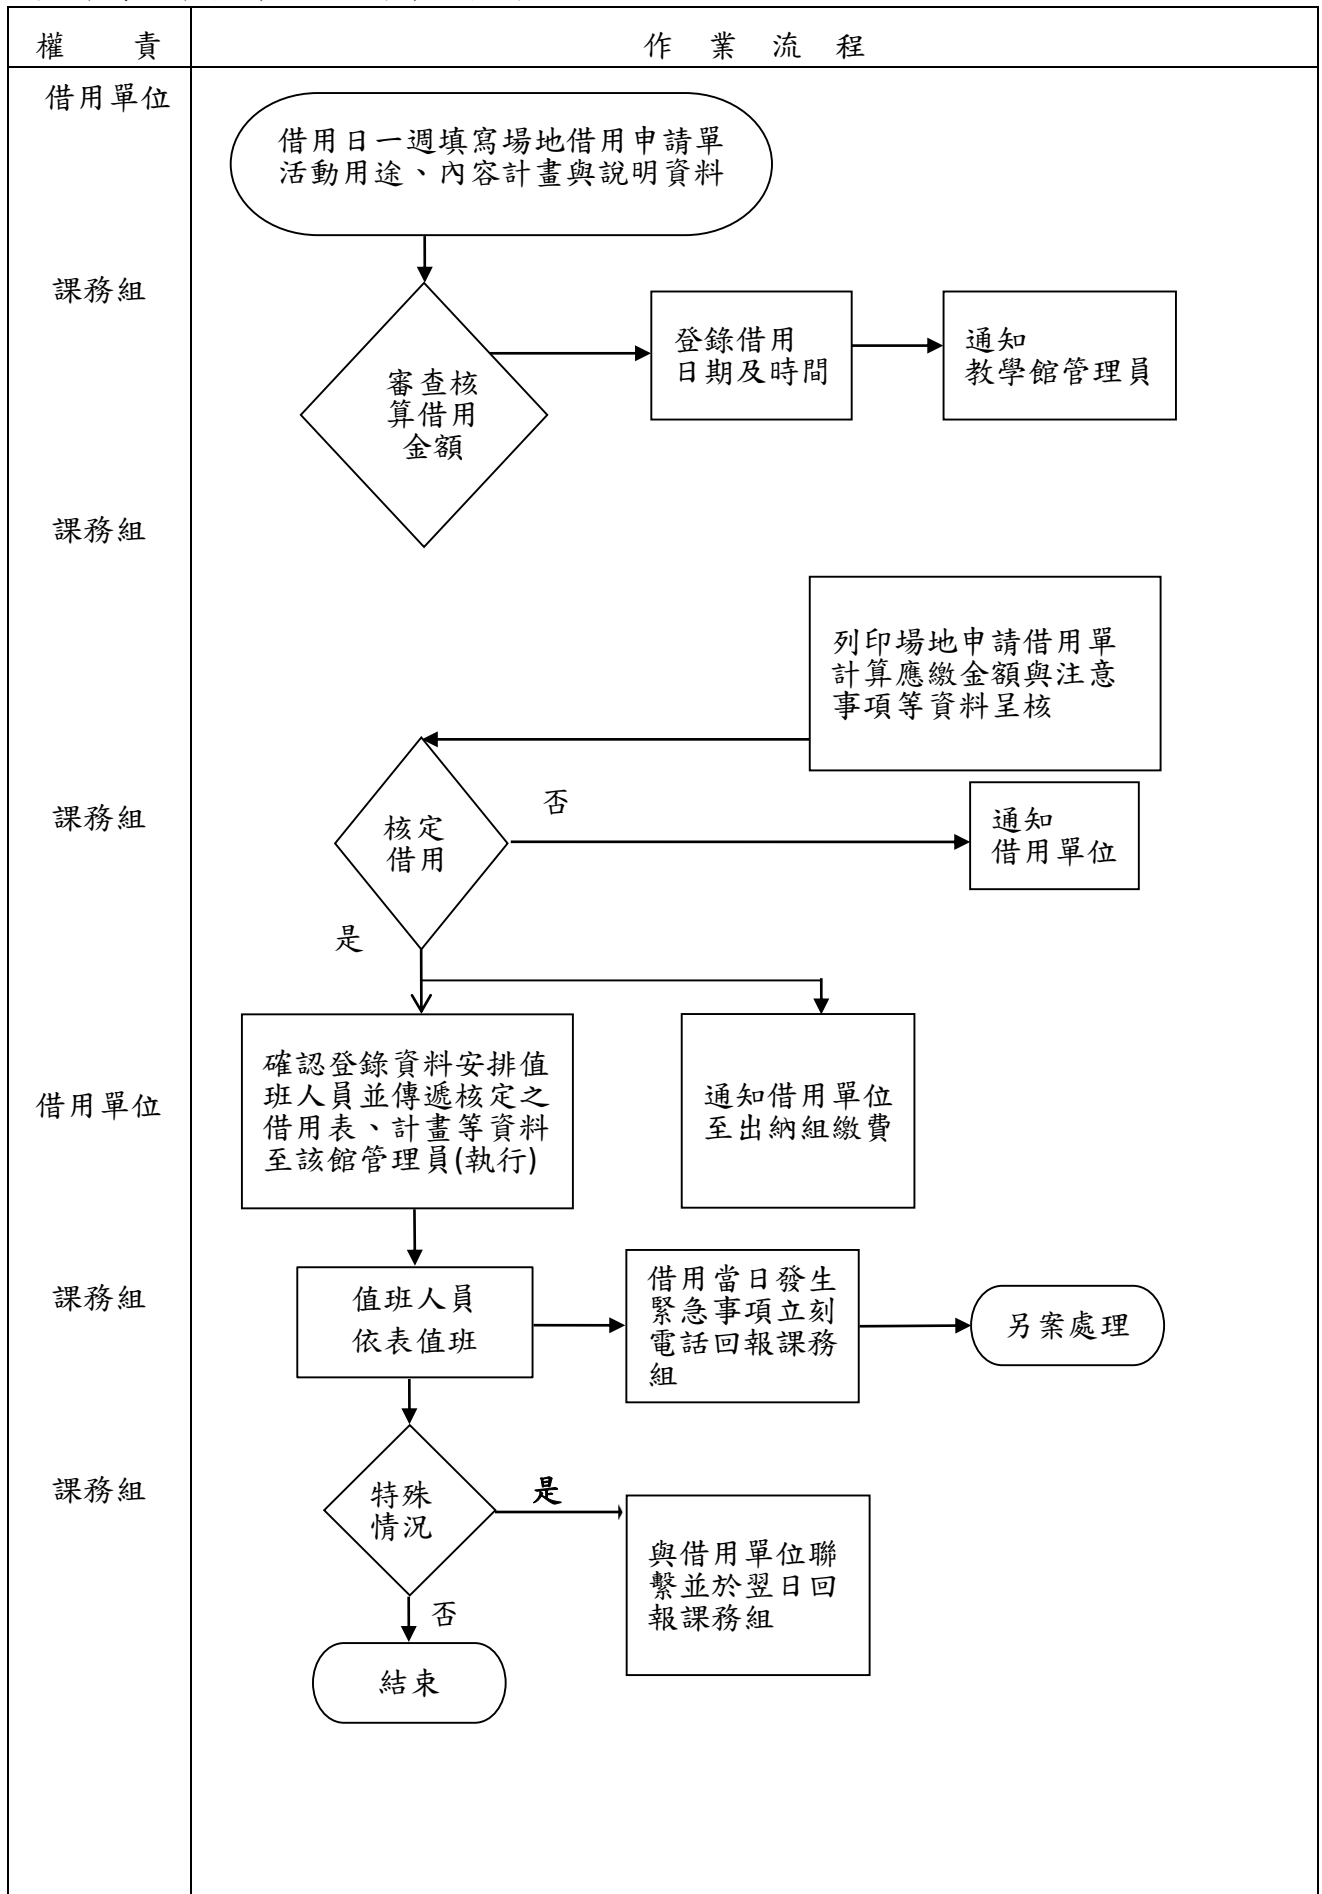 權 責
作 業 流 程
借用單位
借用日一週填寫場地借用申請單
活動用途、內容計畫與說明資料
課務組
審查核
算借用
金額
登錄借用
日期及時間
通知
教學館管理員
課務組
列印場地申請借用單
計算應繳金額與注意
事項等資料呈核
課務組
核定
借用
否
通知
借用單位
是
借用單位
確認登錄資料安排值
班人員並傳遞核定之
借用表、計畫等資料
至該館管理員(執行)
通知借用單位
至出納組繳費
課務組
值班人員
依表值班
借用當日發生
緊急事項立刻
電話回報課務
組
另案處理
課務組
特殊
情況
是
與借用單位聯
繫並於翌日回
報課務組
否
結束